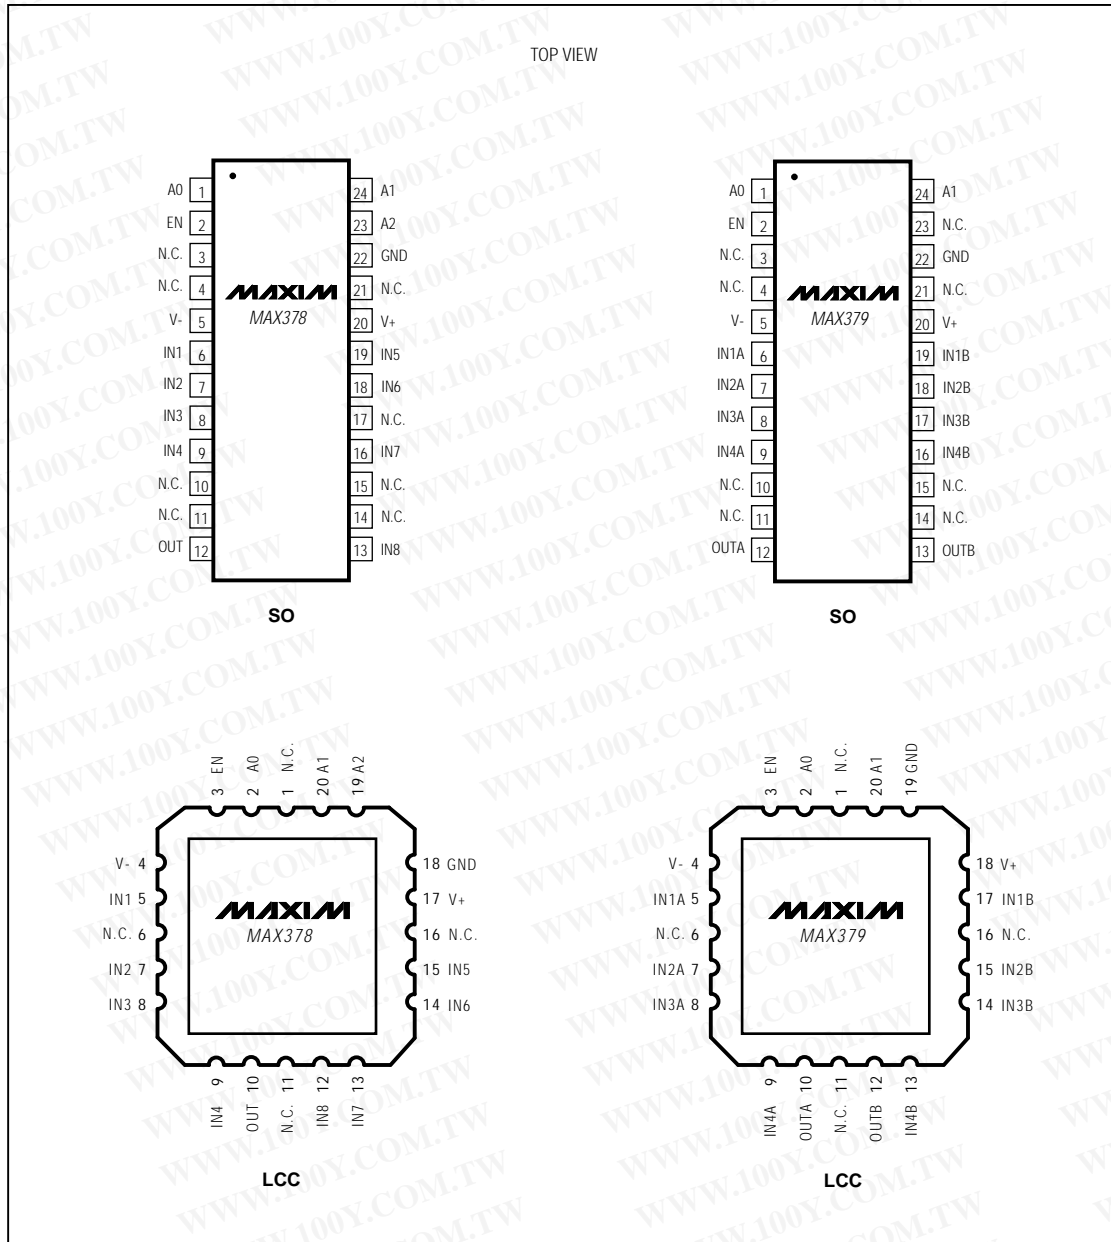 TOP VIEW
A0 1 24 A1
EN 2 23 A2
N.C. 3 22 GND
N.C. 4 21 N.C.
V- 5 20 V+
IN1 6 19 IN5
IN2 7 18 IN6
IN3 8 17 N.C.
IN4 9 16 IN7
N.C. 10 15 N.C.
N.C. 11 14 N.C.
OUT 12 13 IN8
MAXIM
MAX378
SO
A0 1 24 A1
EN 2 23 N.C.
N.C. 3 22 GND
N.C. 4 21 N.C.
V- 5 20 V+
IN1A 6 19 IN1B
IN2A 7 18 IN2B
IN3A 8 17 IN3B
IN4A 9 16 IN4B
N.C. 10 15 N.C.
N.C. 11 14 N.C.
OUTA 12 13 OUTB
MAXIM
MAX379
SO
3 EN
2 A0
1 N.C.
20 A1
19 A2
V- 4 18 GND
IN1 5 17 V+
N.C. 6 16 N.C.
IN2 7 15 IN5
IN3 8 14 IN6
MAXIM
MAX378
IN4 9
OUT 10
N.C. 11
IN8 12
IN7 13
LCC
3 EN
2 A0
1 N.C.
20 A1
19 GND
V- 4 18 V+
IN1A 5 17 IN1B
N.C. 6 16 N.C.
IN2A 7 15 IN2B
IN3A 8 14 IN3B
MAXIM
MAX379
IN4A 9
OUTA 10
N.C. 11
OUTB 12
IN4B 13
LCC
WWW.100Y.COM.TW